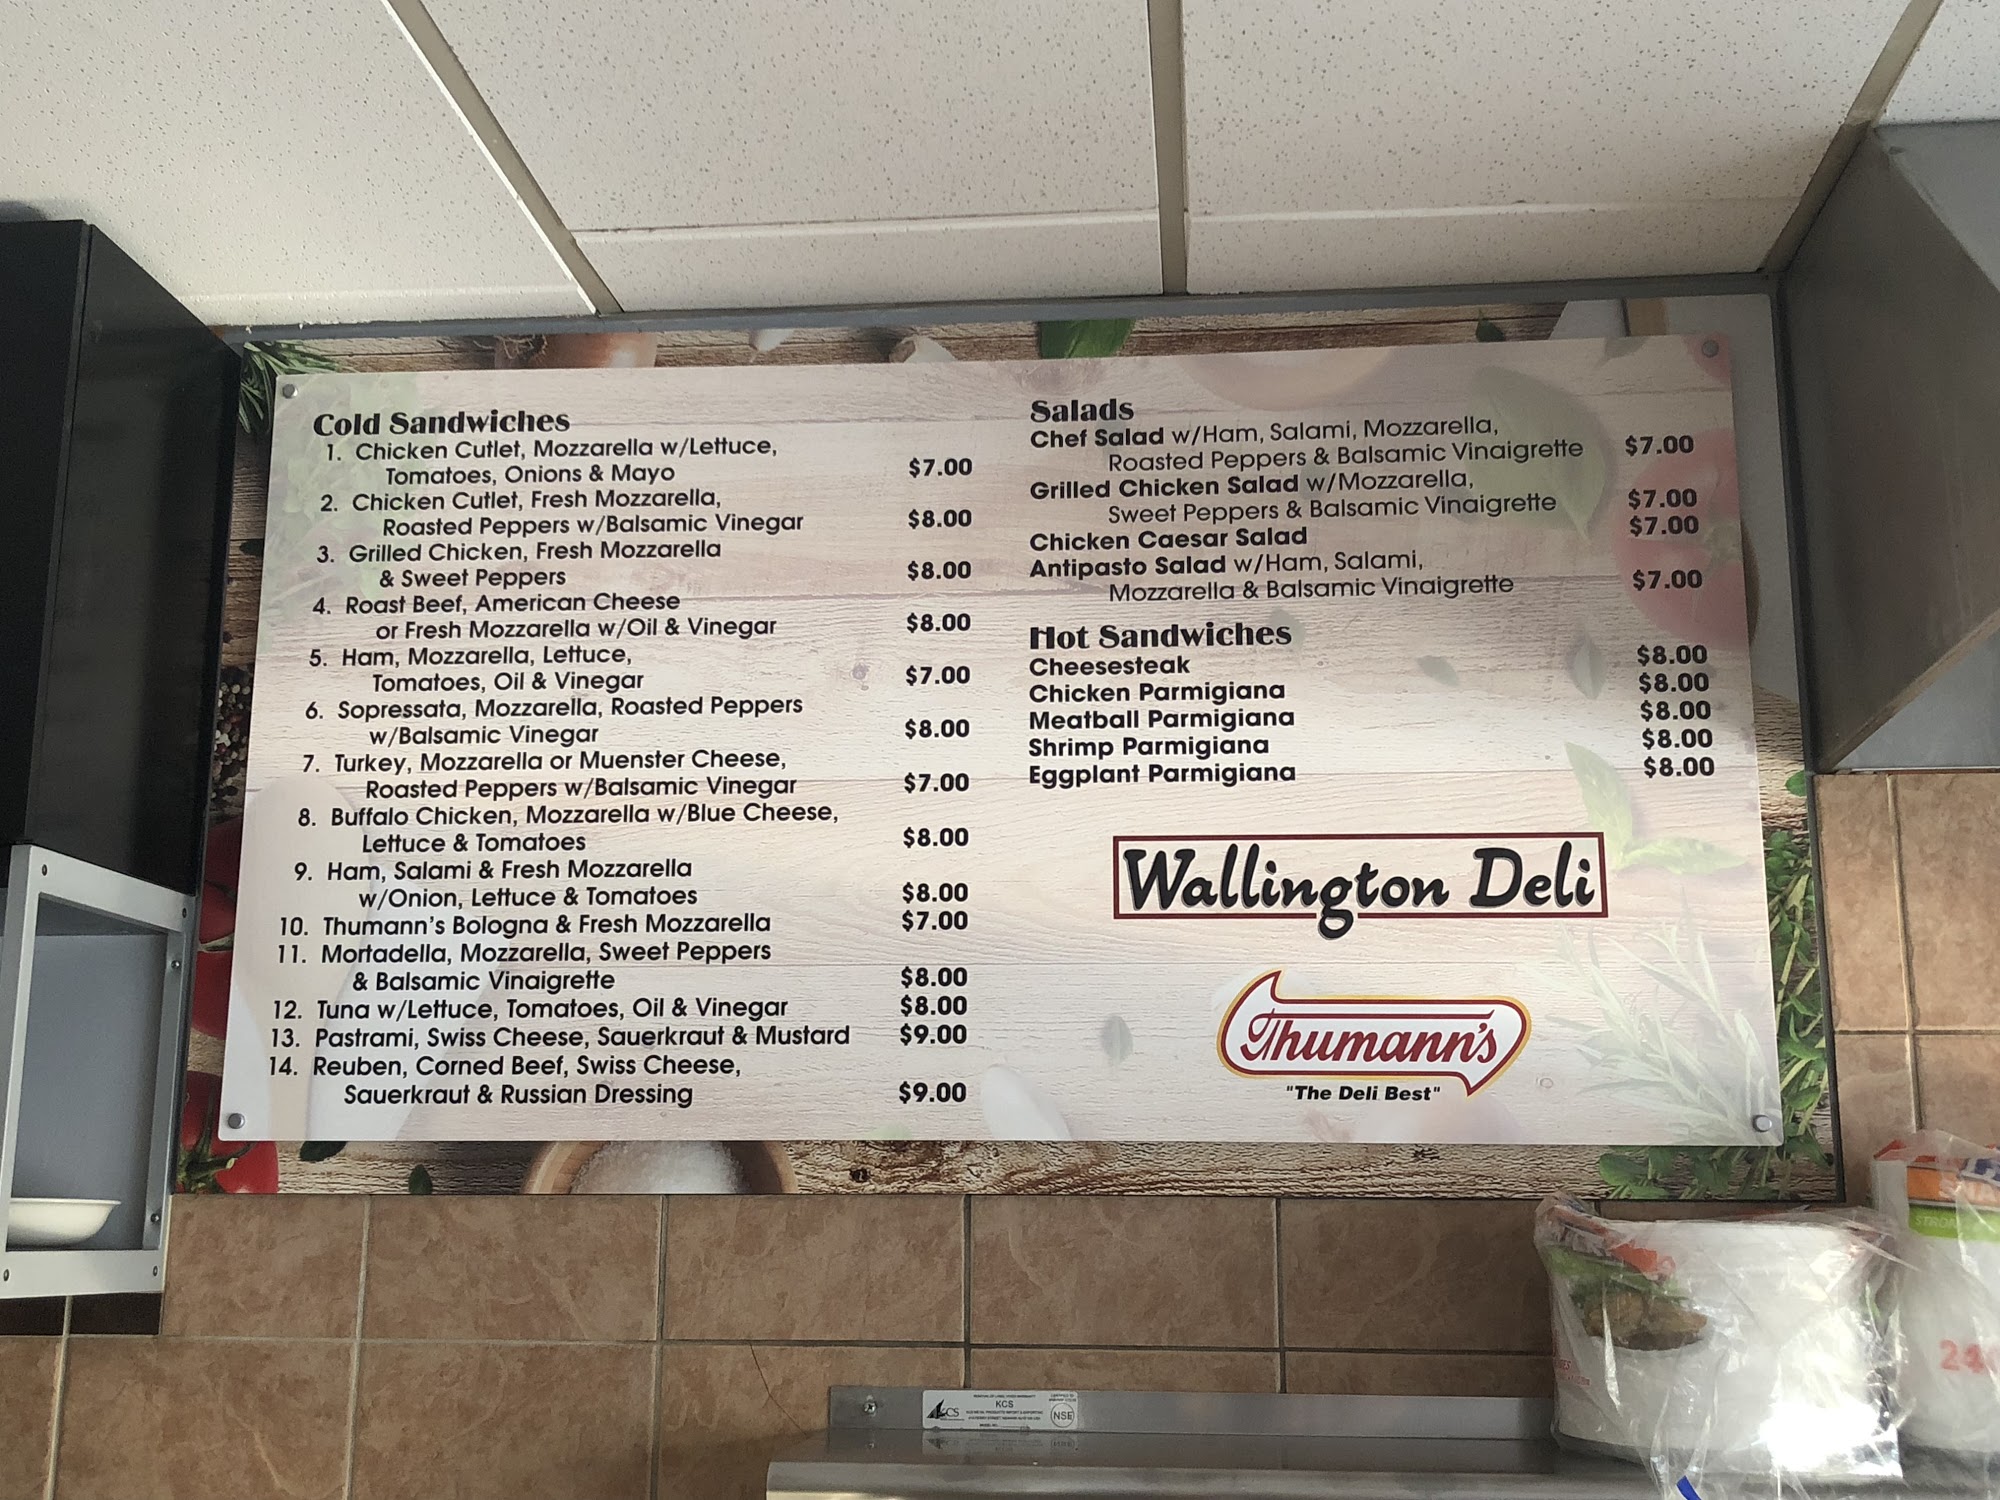 Cold Sandwiches
1. Chicken Cutlet, Mozzarella w/Lettuce,
Tomatoes, Onions & Mayo $7.00
2. Chicken Cutlet, Fresh Mozzarella,
Roasted Peppers w/Balsamic Vinegar $8.00
3. Grilled Chicken, Fresh Mozzarella
& Sweet Peppers $8.00
4. Roast Beef, American Cheese
or Fresh Mozzarella w/Oil & Vinegar $8.00
5. Ham, Mozzarella, Lettuce,
Tomatoes, Oil & Vinegar $7.00
6. Sopressata, Mozzarella, Roasted Peppers
w/Balsamic Vinegar $8.00
7. Turkey, Mozzarella or Muenster Cheese,
Roasted Peppers w/Balsamic Vinegar $7.00
8. Buffalo Chicken, Mozzarella w/Blue Cheese,
Lettuce & Tomatoes $8.00
9. Ham, Salami & Fresh Mozzarella
w/Onion, Lettuce & Tomatoes $8.00
10. Thumann's Bologna & Fresh Mozzarella $7.00
11. Mortadella, Mozzarella, Sweet Peppers
& Balsamic Vinaigrette $8.00
12. Tuna w/Lettuce, Tomatoes, Oil & Vinegar $8.00
13. Pastrami, Swiss Cheese, Sauerkraut & Mustard $9.00
14. Reuben, Corned Beef, Swiss Cheese,
Sauerkraut & Russian Dressing $9.00
Salads
Chef Salad w/Ham, Salami, Mozzarella,
Roasted Peppers & Balsamic Vinaigrette $7.00
Grilled Chicken Salad w/Mozzarella,
Sweet Peppers & Balsamic Vinaigrette $7.00
Chicken Caesar Salad $7.00
Antipasto Salad w/Ham, Salami,
Mozzarella & Balsamic Vinaigrette $7.00
Hot Sandwiches
Cheesesteak $8.00
Chicken Parmigiana $8.00
Meatball Parmigiana $8.00
Shrimp Parmigiana $8.00
Eggplant Parmigiana $8.00
Wallington Deli
Thumann's
"The Deli Best"
KCS
KCS
NSF